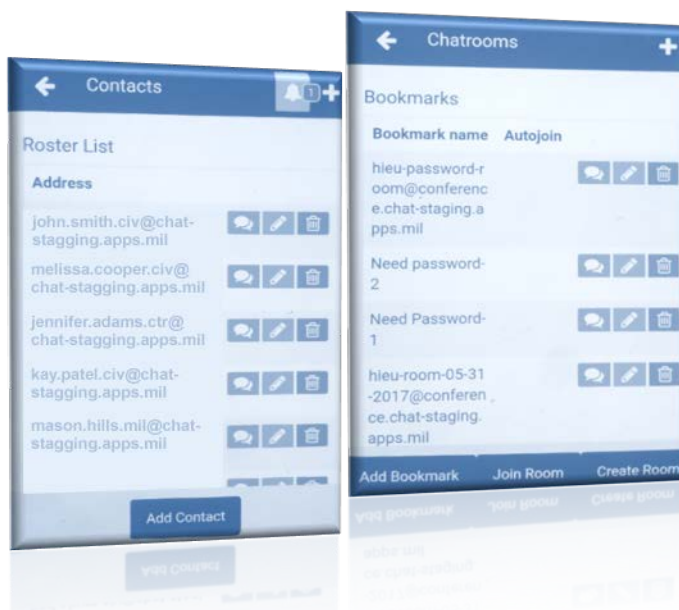 Contacts
1
Roster List
Address
john.smith.civ@chat-
stagging.apps.mil
melissa.cooper.civ@
chat-stagging.apps.mil
jennifer.adams.ctr@
chat-stagging.apps.mil
kay.patel.civ@chat-
stagging.apps.mil
mason.hills.mil@chat-
stagging.apps.mil
Add Contact
Chatrooms
Bookmarks
Bookmark name Autojoin
hieu-password-r
oom@conferenc
e.chat-staging.a
pps.mil
Need password-
2
Need Password-
1
hieu-room-05-31
-2017@conferen
ce.chat-staging.
apps.mil
Add Bookmark Join Room Create Room